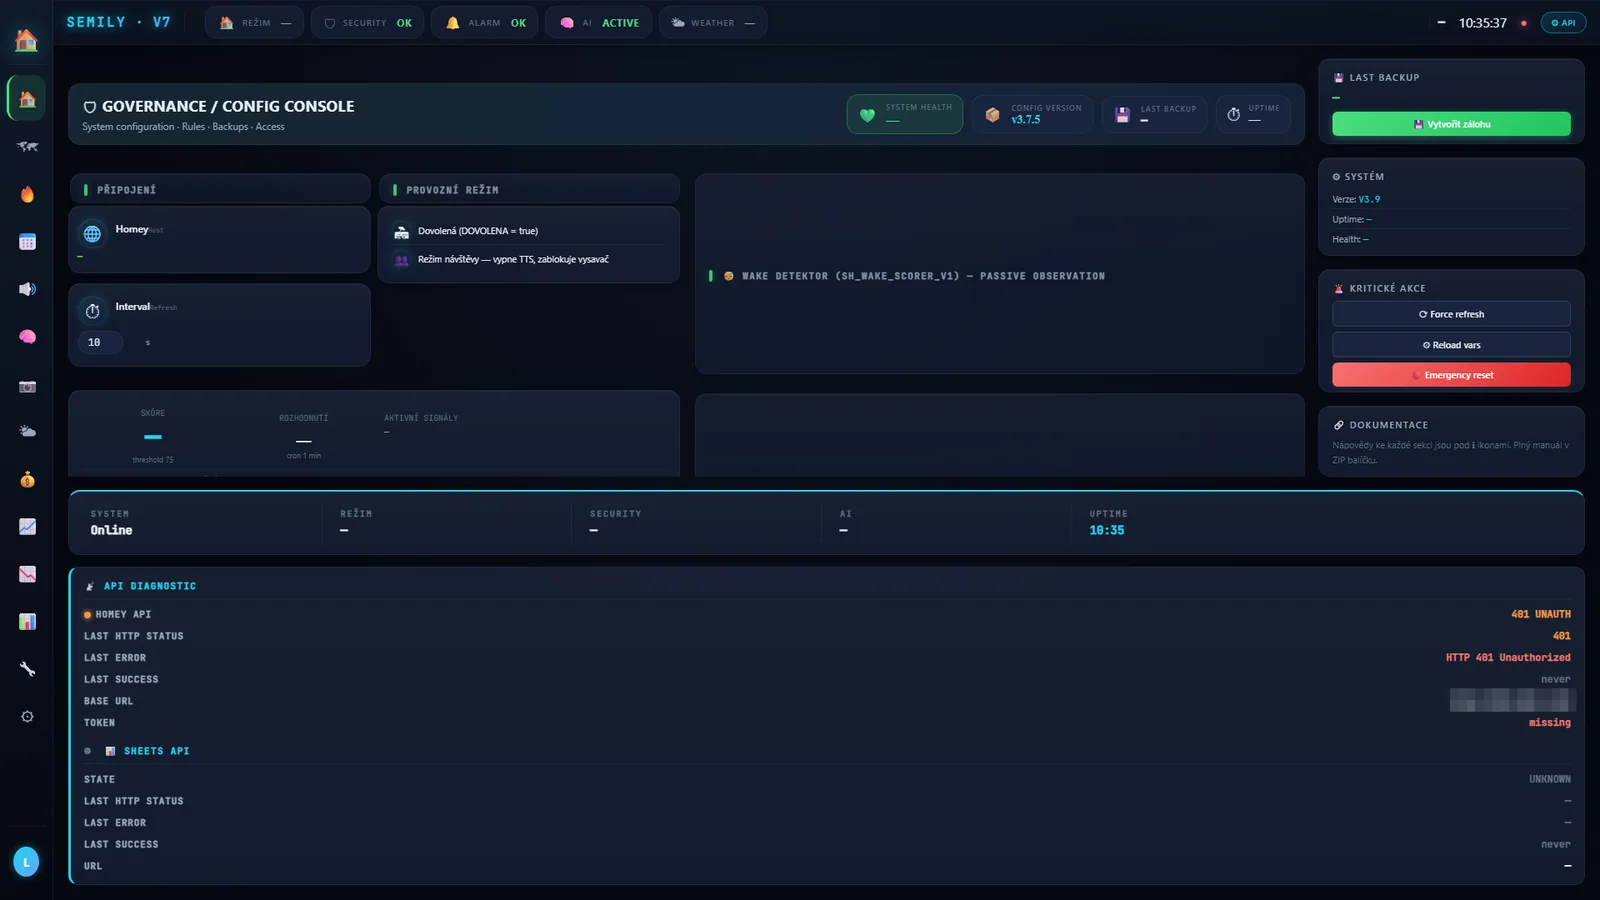 SEMILY · V7
REŽIM —
SECURITY OK
ALARM OK
AI ACTIVE
WEATHER —
— 10:35:37
API
GOVERNANCE / CONFIG CONSOLE
System configuration · Rules · Backups · Access
SYSTEM HEALTH
—
CONFIG VERSION
v3.7.5
LAST BACKUP
—
UPTIME
—
PŘIPOJENÍ
Homey Host
—
Interval Refresh
10 s
PROVOZNÍ REŽIM
Dovolená (DOVOLENA = true)
Režim návštěvy — vypne TTS, zablokuje vysavač
WAKE DETEKTOR (SH_WAKE_SCORER_V1) — PASSIVE OBSERVATION
SKÓRE
—
threshold 75
ROZHODNUTÍ
—
cron 1 min
AKTIVNÍ SIGNÁLY
—
LAST BACKUP
—
Vytvořit zálohu
SYSTÉM
Verze: V3.9
Uptime: —
Health: —
KRITICKÉ AKCE
Force refresh
Reload vars
Emergency reset
DOKUMENTACE
Nápovědy ke každé sekci jsou pod ℹ ikonami. Plný manuál v
ZIP balíčku.
SYSTEM
Online
REŽIM
—
SECURITY
—
AI
—
UPTIME
10:35
API DIAGNOSTIC
HOMEY API 401 UNAUTH
LAST HTTP STATUS 401
LAST ERROR HTTP 401 Unauthorized
LAST SUCCESS never
BASE URL
TOKEN missing
SHEETS API
STATE UNKNOWN
LAST HTTP STATUS —
LAST ERROR —
LAST SUCCESS never
URL —
L